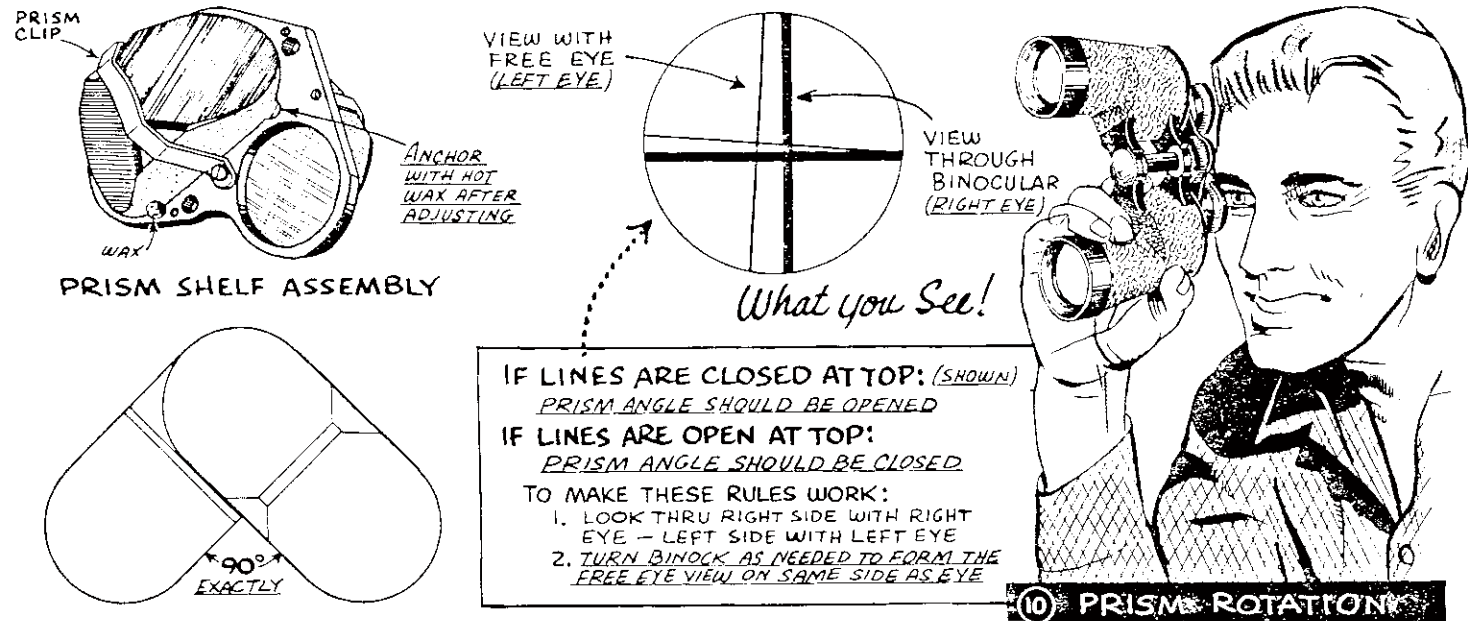 PRISM
CLIP
ANCHOR
WITH HOT
WAX AFTER
ADJUSTING
WAX
PRISM SHELF ASSEMBLY
VIEW WITH
FREE EYE
(LEFT EYE)
VIEW
THROUGH
BINOCULAR
(RIGHT EYE)
What you See!
90°
EXACTLY
IF LINES ARE CLOSED AT TOP: (SHOWN)
PRISM ANGLE SHOULD BE OPENED
IF LINES ARE OPEN AT TOP:
PRISM ANGLE SHOULD BE CLOSED
TO MAKE THESE RULES WORK:
1. LOOK THRU RIGHT SIDE WITH RIGHT
EYE – LEFT SIDE WITH LEFT EYE
2. TURN BINOCK AS NEEDED TO FORM THE
FREE EYE VIEW ON SAME SIDE AS EYE
10 PRISM ROTATION